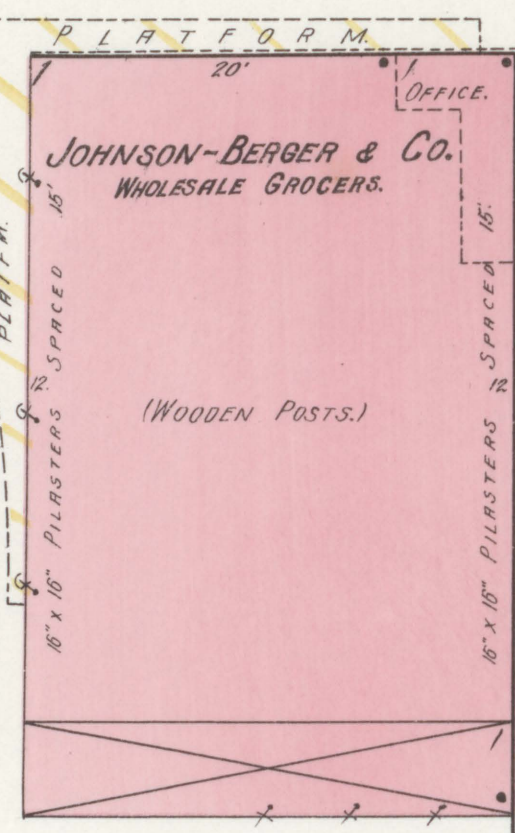 PLATFORM.
1
20'
1
OFFICE.
JOHNSON-BERGER & CO.
WHOLESALE GROCERS.
PLATFM.
12.
16" X 16" PILASTERS SPACED 15'
(WOODEN POSTS.)
16" X 16" PILASTERS SPACED 15'
12
1